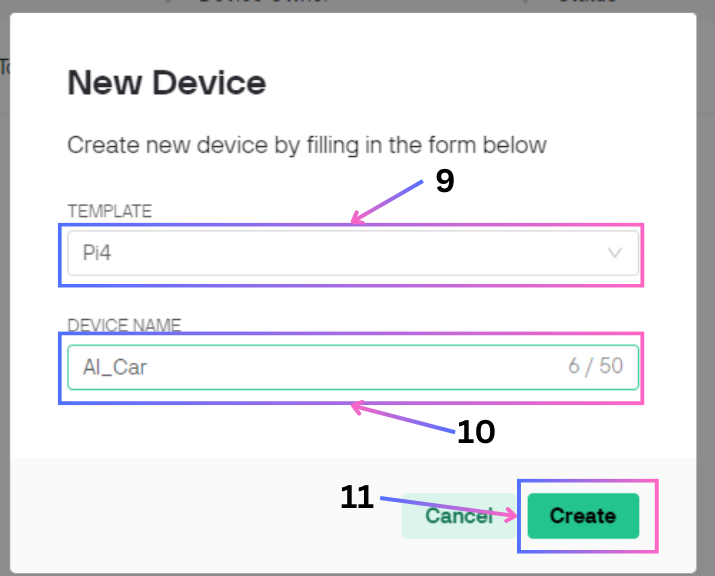 New Device
Create new device by filling in the form below
9
TEMPLATE
Pi4
DEVICE NAME
AI_Car 6 / 50
10
11
Cancel Create